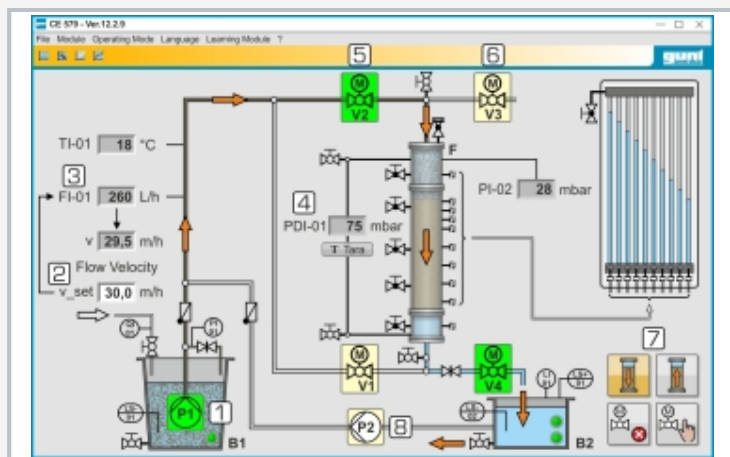 CE 579 - Ver.12.2.9
File Module Operating Mode Language Learning Module ?
gunt
5
6
M
V2
M
V3
TI-01 18 °C
F
3
FI-01 260 L/h
4
PI-02 28 mbar
PDI-01 75 mbar
T Tara
v 29,5 m/h
2 Flow Velocity
v_set 30,0 m/h
7
M
V1
M
V4
P1 1
B1
P2 8
B2
M
M